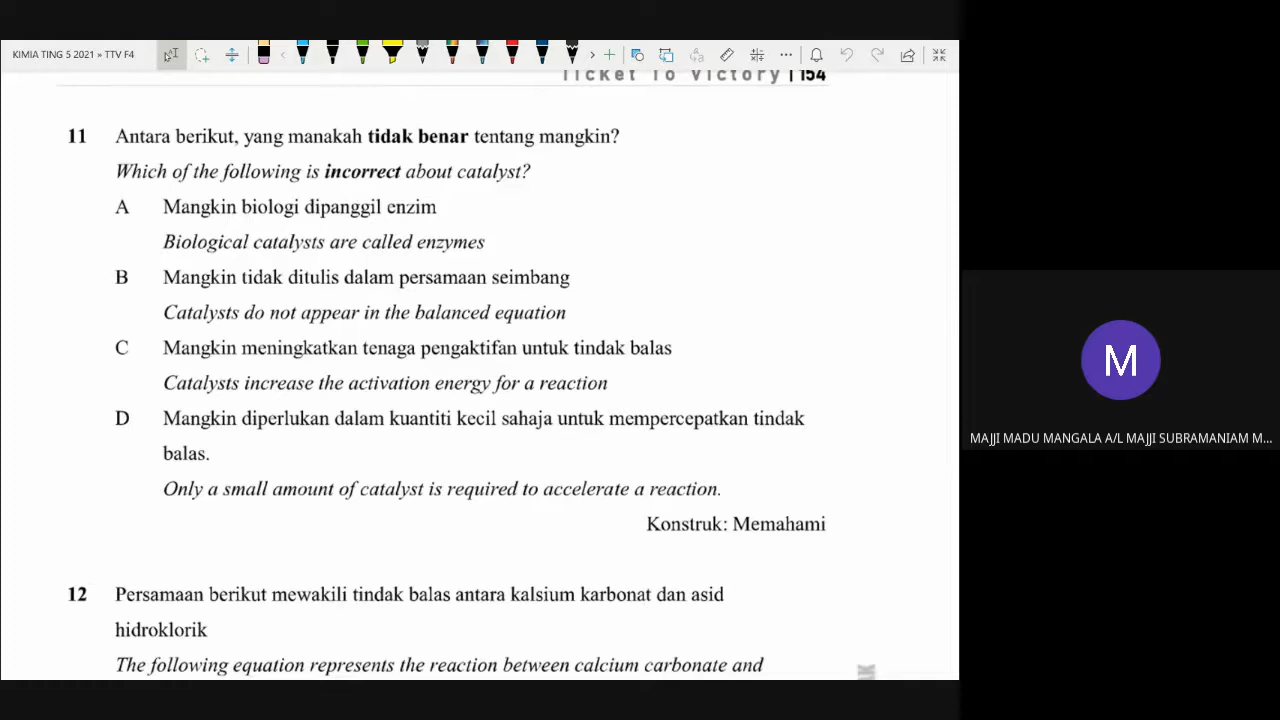 KIMIA TING 5 2021 » TTV F4
Ticket To Victory | 154
11 Antara berikut, yang manakah tidak benar tentang mangkin?
Which of the following is incorrect about catalyst?
A Mangkin biologi dipanggil enzim
Biological catalysts are called enzymes
B Mangkin tidak ditulis dalam persamaan seimbang
Catalysts do not appear in the balanced equation
C Mangkin meningkatkan tenaga pengaktifan untuk tindak balas
Catalysts increase the activation energy for a reaction
D Mangkin diperlukan dalam kuantiti kecil sahaja untuk mempercepatkan tindak
balas.
Only a small amount of catalyst is required to accelerate a reaction.
Konstruk: Memahami
12 Persamaan berikut mewakili tindak balas antara kalsium karbonat dan asid
hidroklorik
The following equation represents the reaction between calcium carbonate and
M
MAJJI MADU MANGALA A/L MAJJI SUBRAMANIAM M...